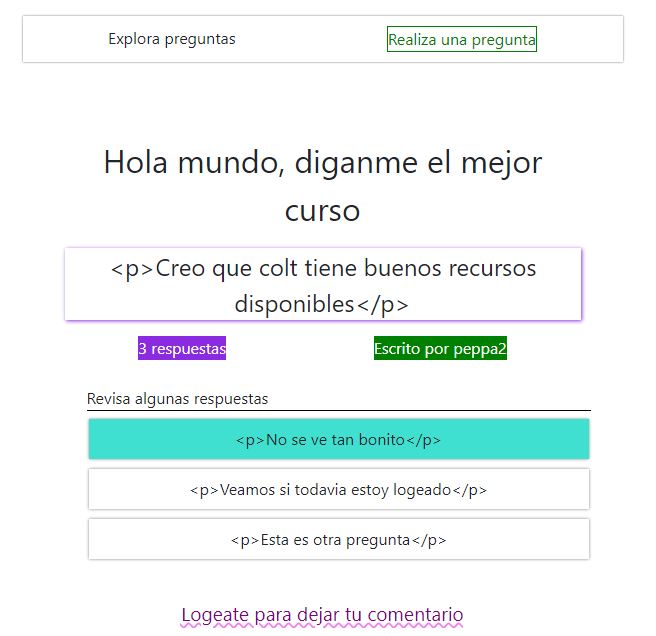 Explora preguntas
Realiza una pregunta
Hola mundo, diganme el mejor
curso
<p>Creo que colt tiene buenos recursos
disponibles</p>
3 respuestas
Escrito por peppa2
Revisa algunas respuestas
<p>No se ve tan bonito</p>
<p>Veamos si todavia estoy logeado</p>
<p>Esta es otra pregunta</p>
Logeate para dejar tu comentario